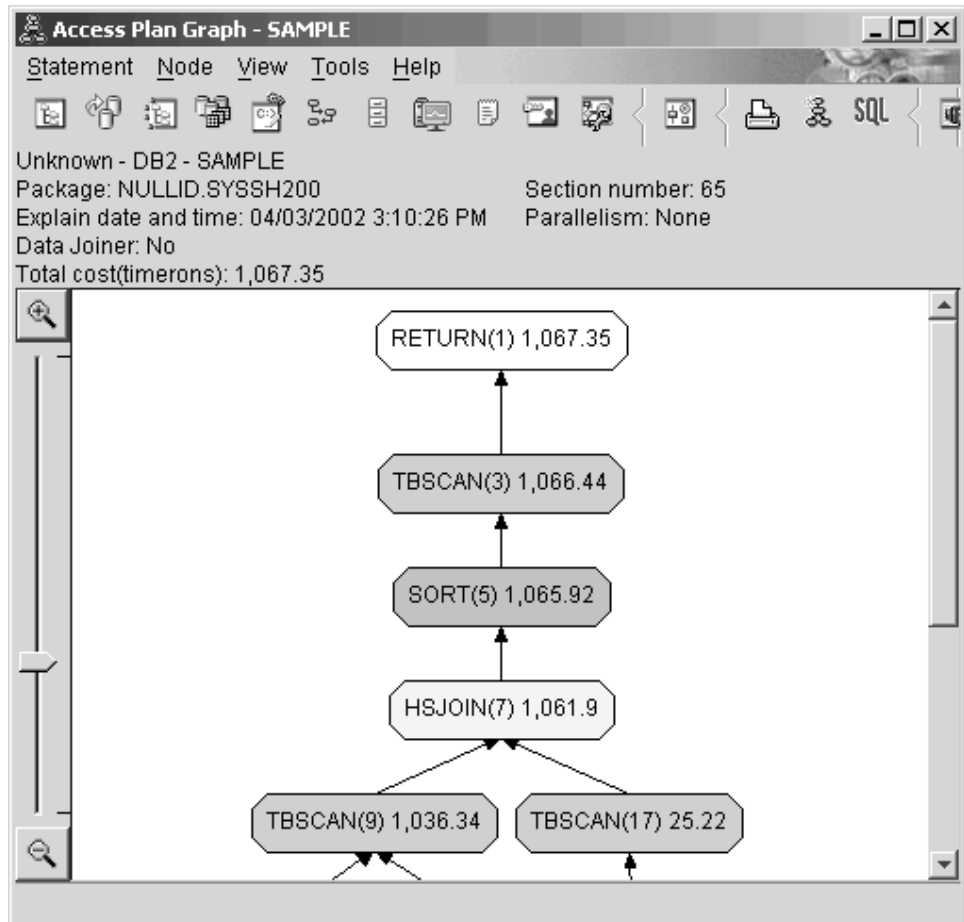 Access Plan Graph - SAMPLE
Statement Node View Tools Help
SQL
Unknown - DB2 - SAMPLE
Package: NULLID.SYSSH200 Section number: 65
Explain date and time: 04/03/2002 3:10:26 PM Parallelism: None
Data Joiner: No
Total cost(timerons): 1,067.35
RETURN(1) 1,067.35
TBSCAN(3) 1,066.44
SORT(5) 1,065.92
HSJOIN(7) 1,061.9
TBSCAN(9) 1,036.34 TBSCAN(17) 25.22